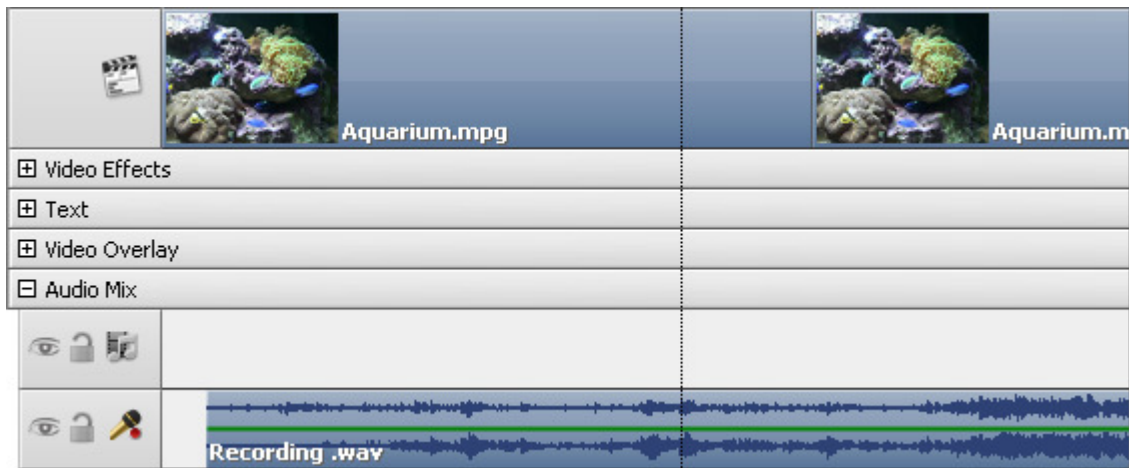 Aquarium.mpg
Aquarium.m
Video Effects
Text
Video Overlay
Audio Mix
Recording .wav